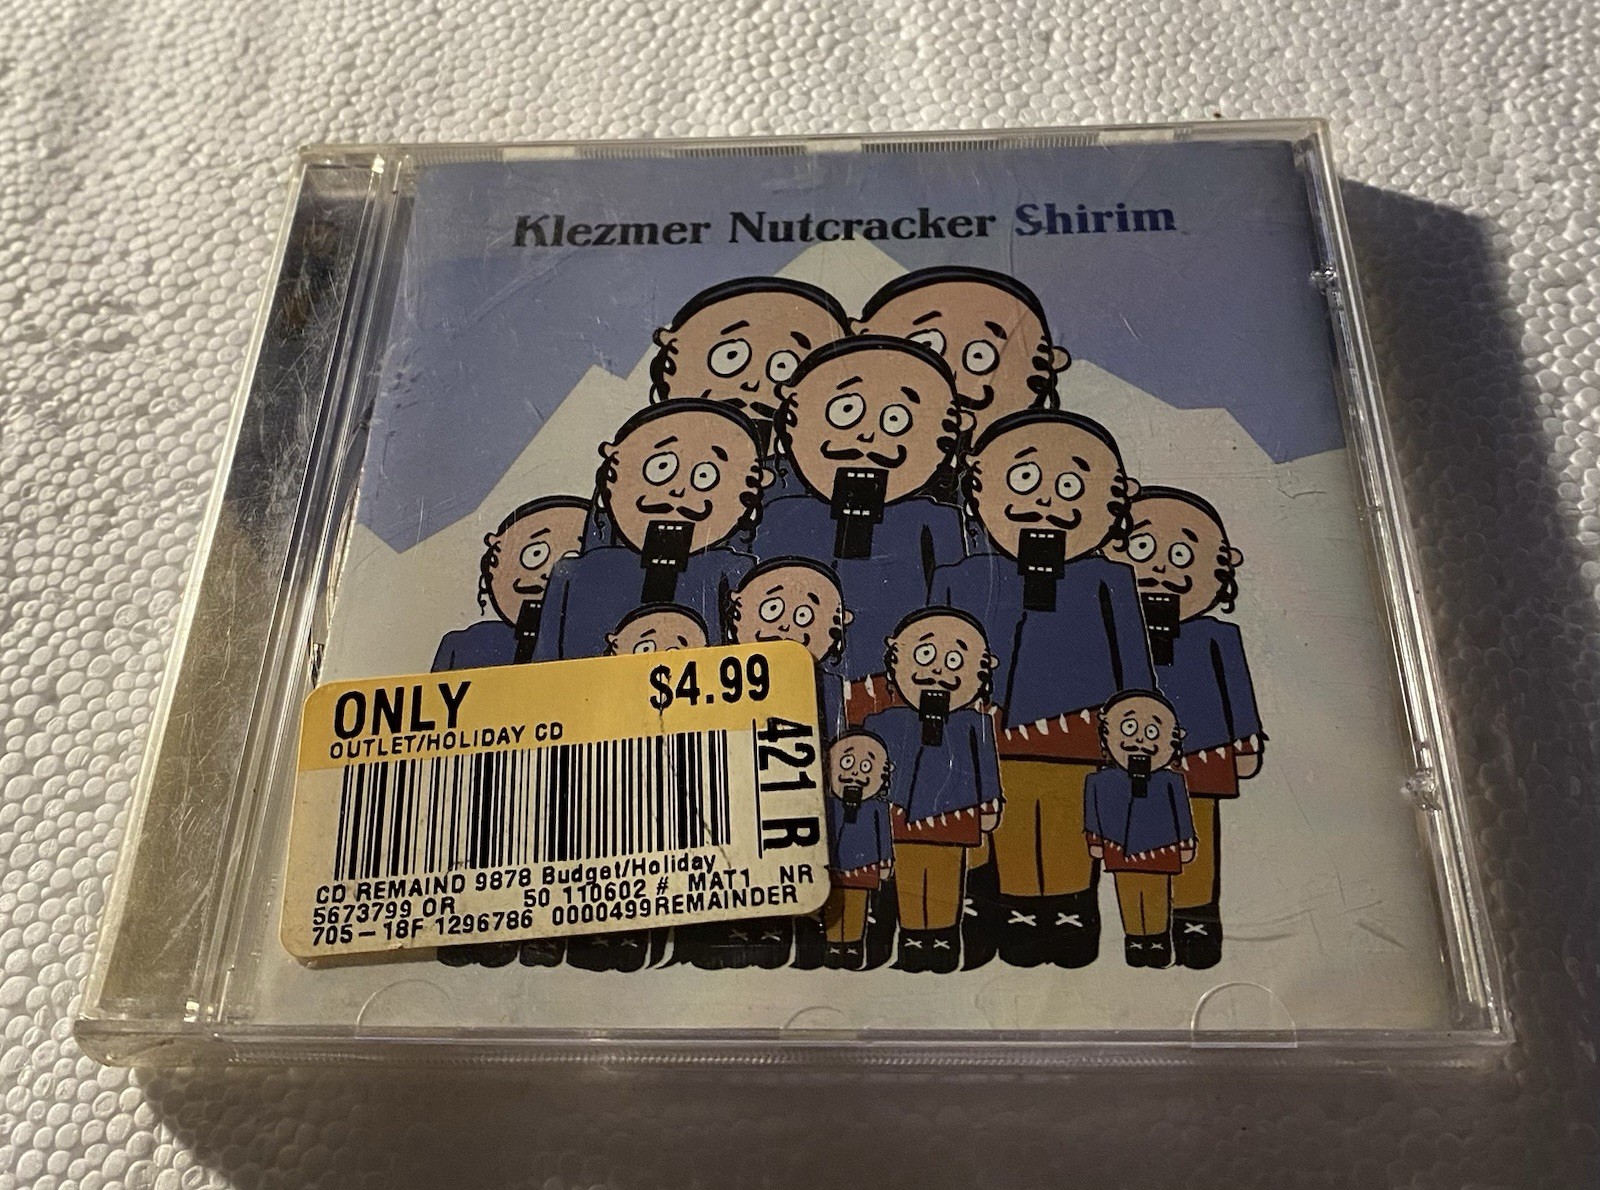 Klezmer Nutcracker Shirim
ONLY $4.99
OUTLET/HOLIDAY CD
421 R
CD REMAIND 9878 Budget/Holiday
5673799 OR 50 110602 # MAT1 NR
705-18F 1296786 0000499REMAINDER